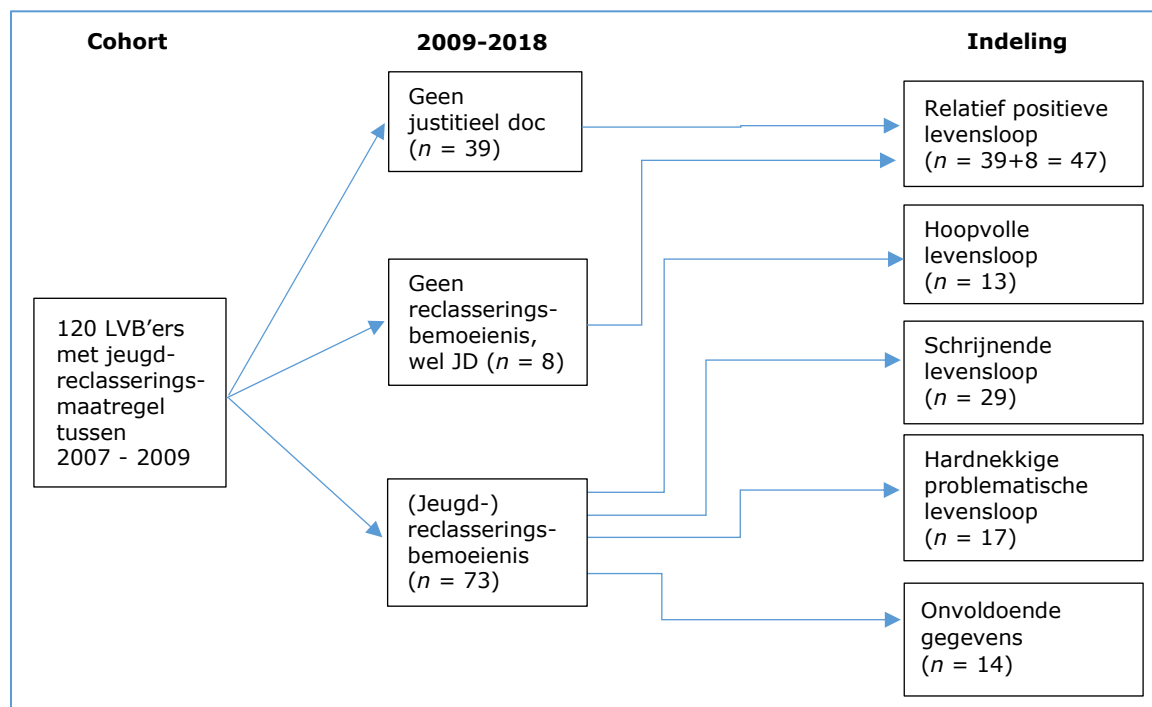 Cohort
2009-2018
Indeling
120 LVB'ers
met jeugd-
reclasserings-
maatregel
tussen
2007 - 2009
Geen
justitieel doc
(n = 39)
Geen
reclasserings-
bemoeienis,
wel JD (n = 8)
(Jeugd-)
reclasserings-
bemoeienis
(n = 73)
Relatief positieve
levensloop
(n = 39+8 = 47)
Hoopvolle
levensloop
(n = 13)
Schrijnende
levensloop
(n = 29)
Hardnekkige
problematische
levensloop
(n = 17)
Onvoldoende
gegevens
(n = 14)